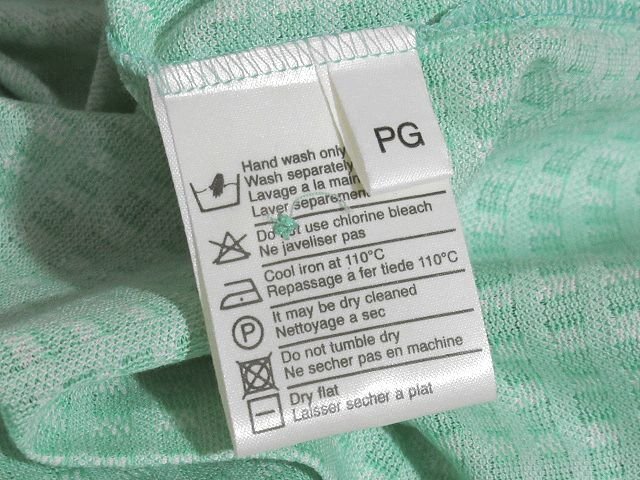 PG
Hand wash only
Wash separately
Lavage a la main
Laver separement
Do not use chlorine bleach
Ne javeliser pas
Cool iron at 110°C
Repassage a fer tiede 110°C
It may be dry cleaned
Nettoyage a sec
P
Do not tumble dry
Ne secher pas en machine
Dry flat
Laisser secher a plat